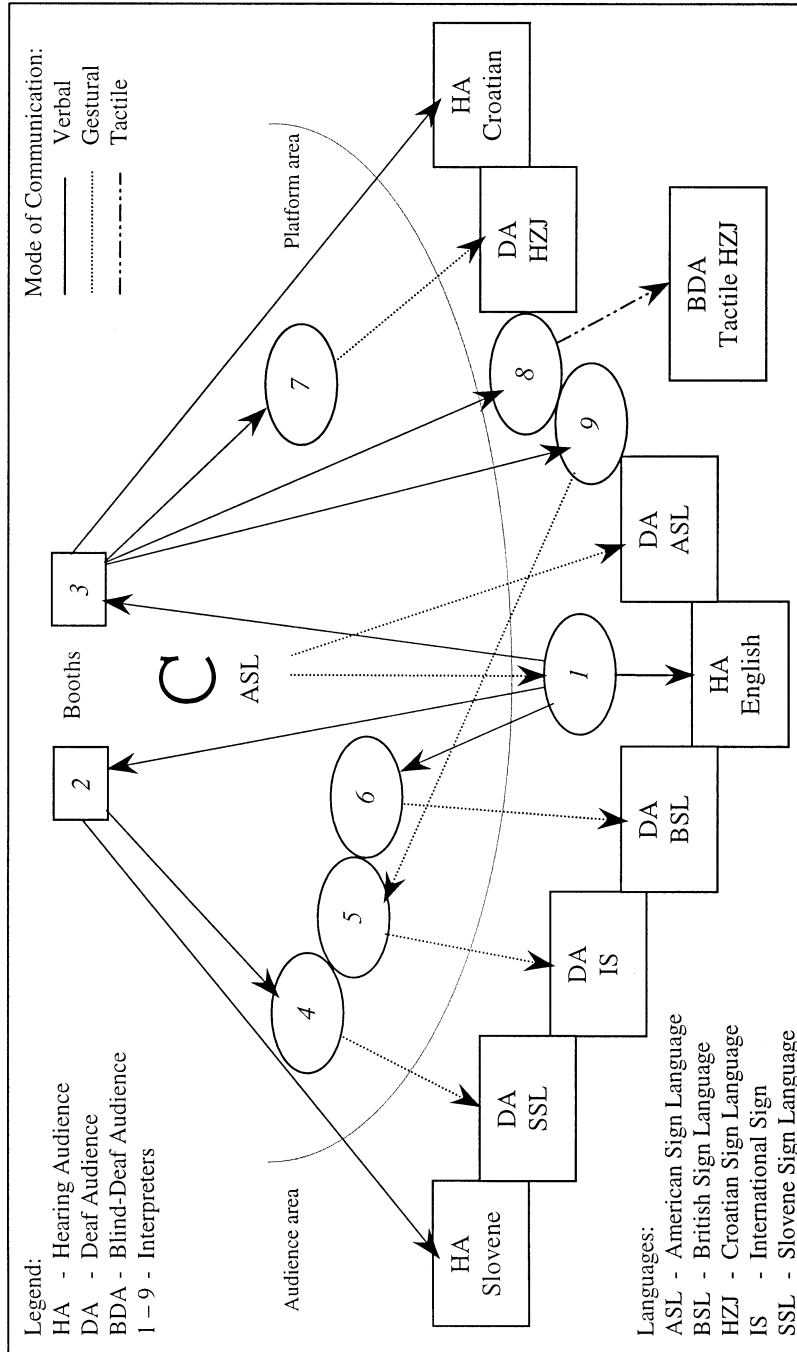 Legend:
HA - Hearing Audience
DA - Deaf Audience
BDA - Blind-Deaf Audience
1 – 9 - Interpreters
Mode of Communication:
Verbal
Gestural
Tactile
Booths
2
3
C
ASL
Audience area
Platform area
4
5
6
7
1
8
9
HA
Slovene
DA
SSL
DA
IS
DA
BSL
HA
English
DA
ASL
DA
HZJ
HA
Croatian
BDA
Tactile HZJ
Languages:
ASL - American Sign Language
BSL - British Sign Language
HZJ - Croatian Sign Language
IS - International Sign
SSL - Slovene Sign Language